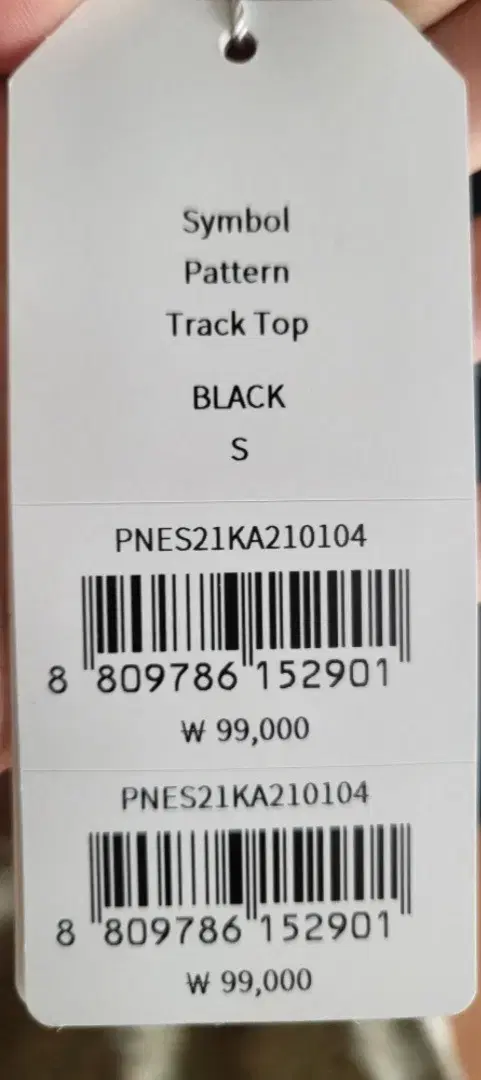 Symbol
Pattern
Track Top
BLACK
S
PNES21KA210104
8 809786 152901
₩ 99,000
PNES21KA210104
8 809786 152901
₩ 99,000